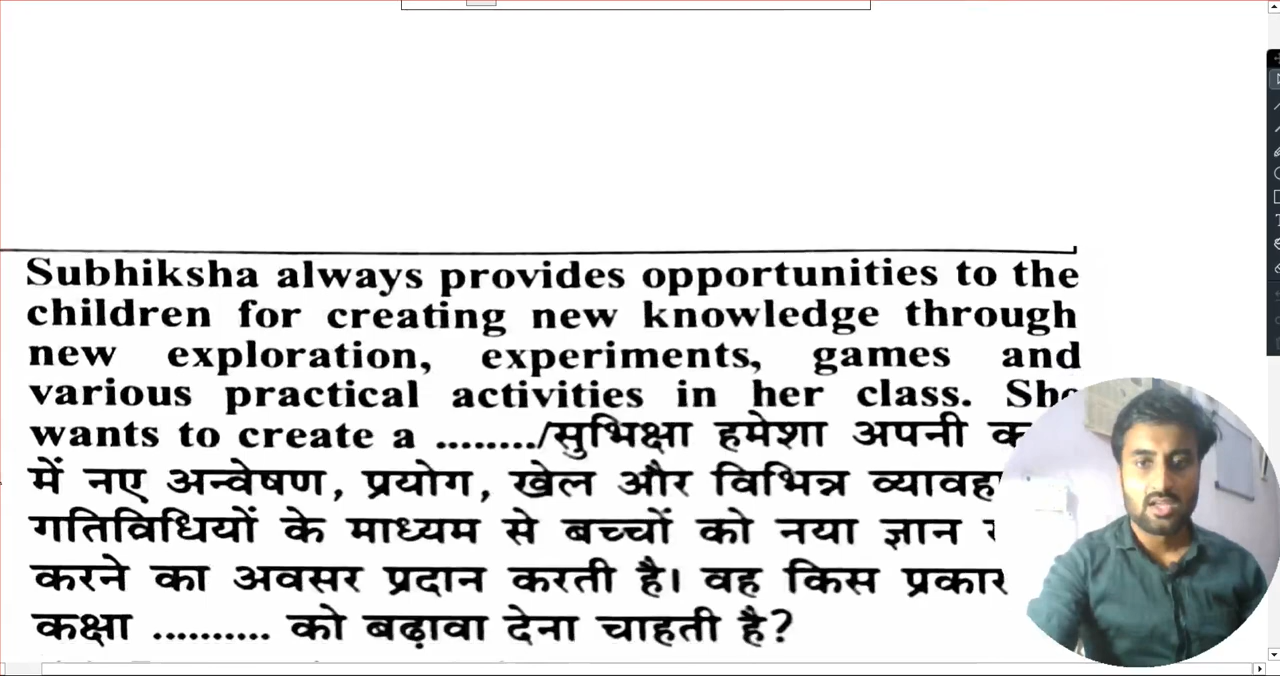 Subhiksha always provides opportunities to the
children for creating new knowledge through
new exploration, experiments, games and
various practical activities in her class. She
wants to create a ......../सुभिक्षा हमेशा अपनी
में नए अन्वेषण, प्रयोग, खेल और विभिन्न
गतिविधियों के माध्यम से बच्चों को नया ज्ञान
करने का अवसर प्रदान करती है। वह किस प्रकार
कक्षा .......... को बढ़ावा देना चाहती है?